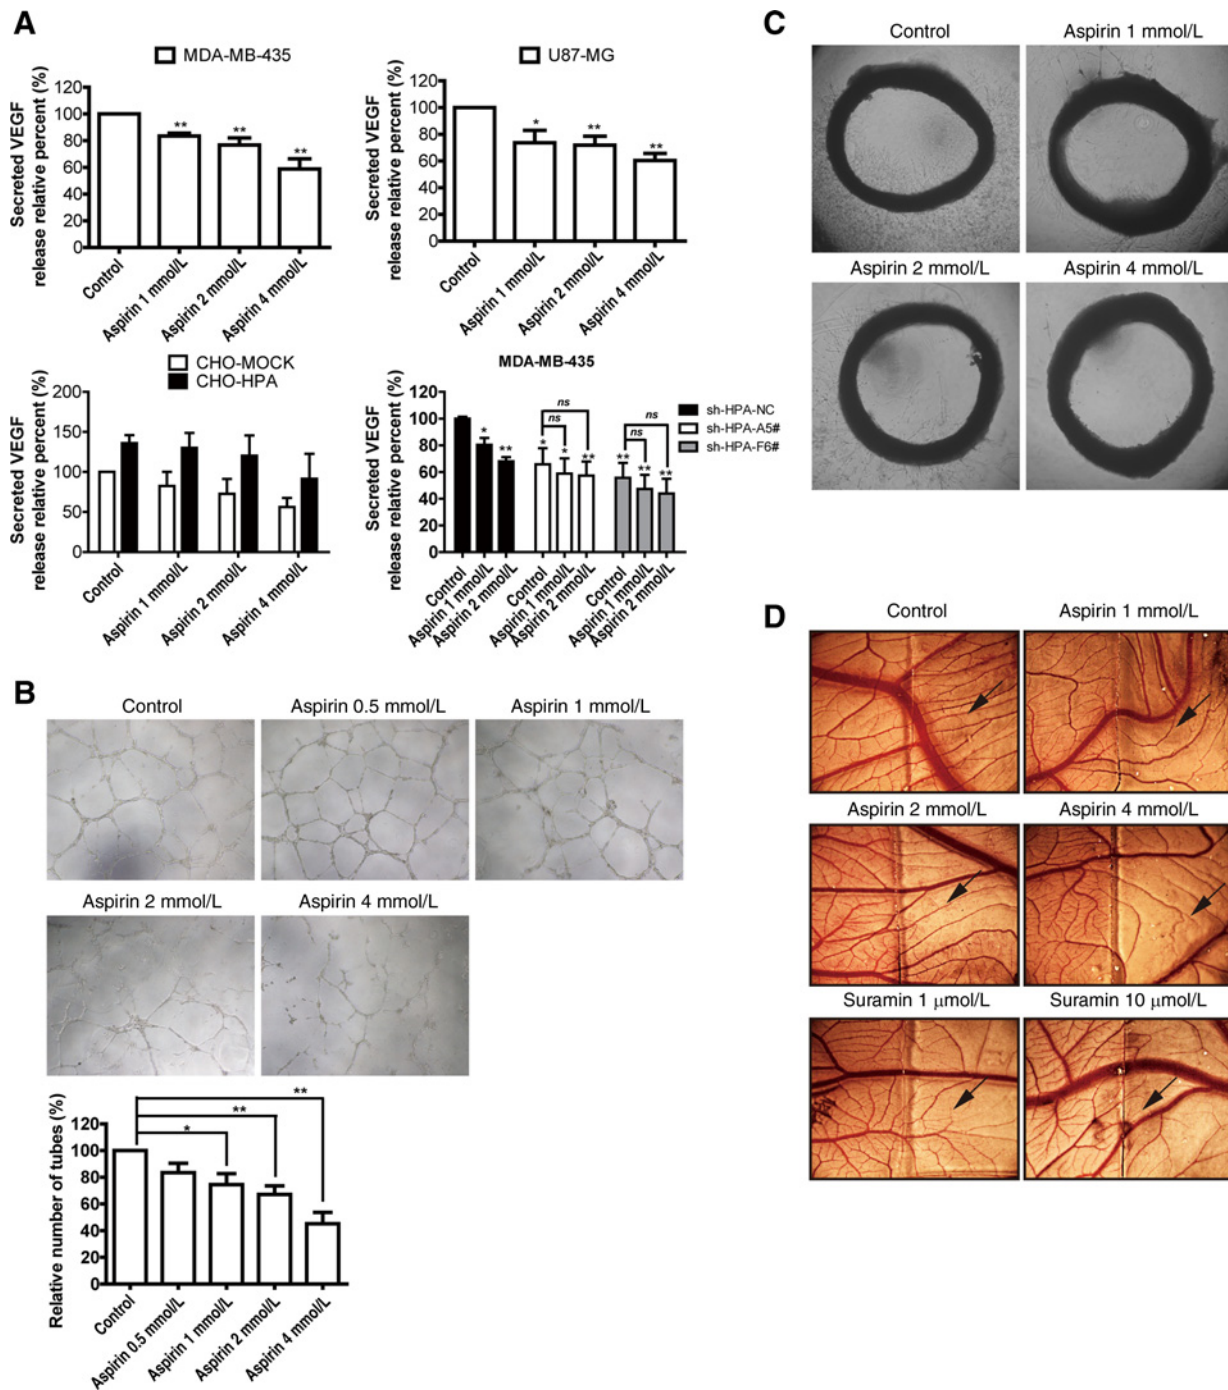 A
MDA-MB-435
Secreted VEGF
release relative percent (%)
120
100
80
60
40
20
0
**
**
**
Control
Aspirin 1 mmol/L
Aspirin 2 mmol/L
Aspirin 4 mmol/L
U87-MG
Secreted VEGF
release relative percent (%)
120
100
80
60
40
20
0
*
**
**
Control
Aspirin 1 mmol/L
Aspirin 2 mmol/L
Aspirin 4 mmol/L
CHO-MOCK
CHO-HPA
Secreted VEGF
release relative percent (%)
200
150
100
50
0
Control
Aspirin 1 mmol/L
Aspirin 2 mmol/L
Aspirin 4 mmol/L
MDA-MB-435
Secreted VEGF
release relative percent (%)
120
100
80
60
40
20
0
*
**
ns
ns
*
*
**
ns
ns
**
**
**
sh-HPA-NC
sh-HPA-A5#
sh-HPA-F6#
Control
Aspirin 1 mmol/L
Aspirin 2 mmol/L
Control
Aspirin 1 mmol/L
Aspirin 2 mmol/L
Control
Aspirin 1 mmol/L
Aspirin 2 mmol/L
B
Control
Aspirin 0.5 mmol/L
Aspirin 1 mmol/L
Aspirin 2 mmol/L
Aspirin 4 mmol/L
Relative number of tubes (%)
120
100
80
60
40
20
0
**
**
*
Control
Aspirin 0.5 mmol/L
Aspirin 1 mmol/L
Aspirin 2 mmol/L
Aspirin 4 mmol/L
C
Control
Aspirin 1 mmol/L
Aspirin 2 mmol/L
Aspirin 4 mmol/L
D
Control
Aspirin 1 mmol/L
Aspirin 2 mmol/L
Aspirin 4 mmol/L
Suramin 1 μmol/L
Suramin 10 μmol/L